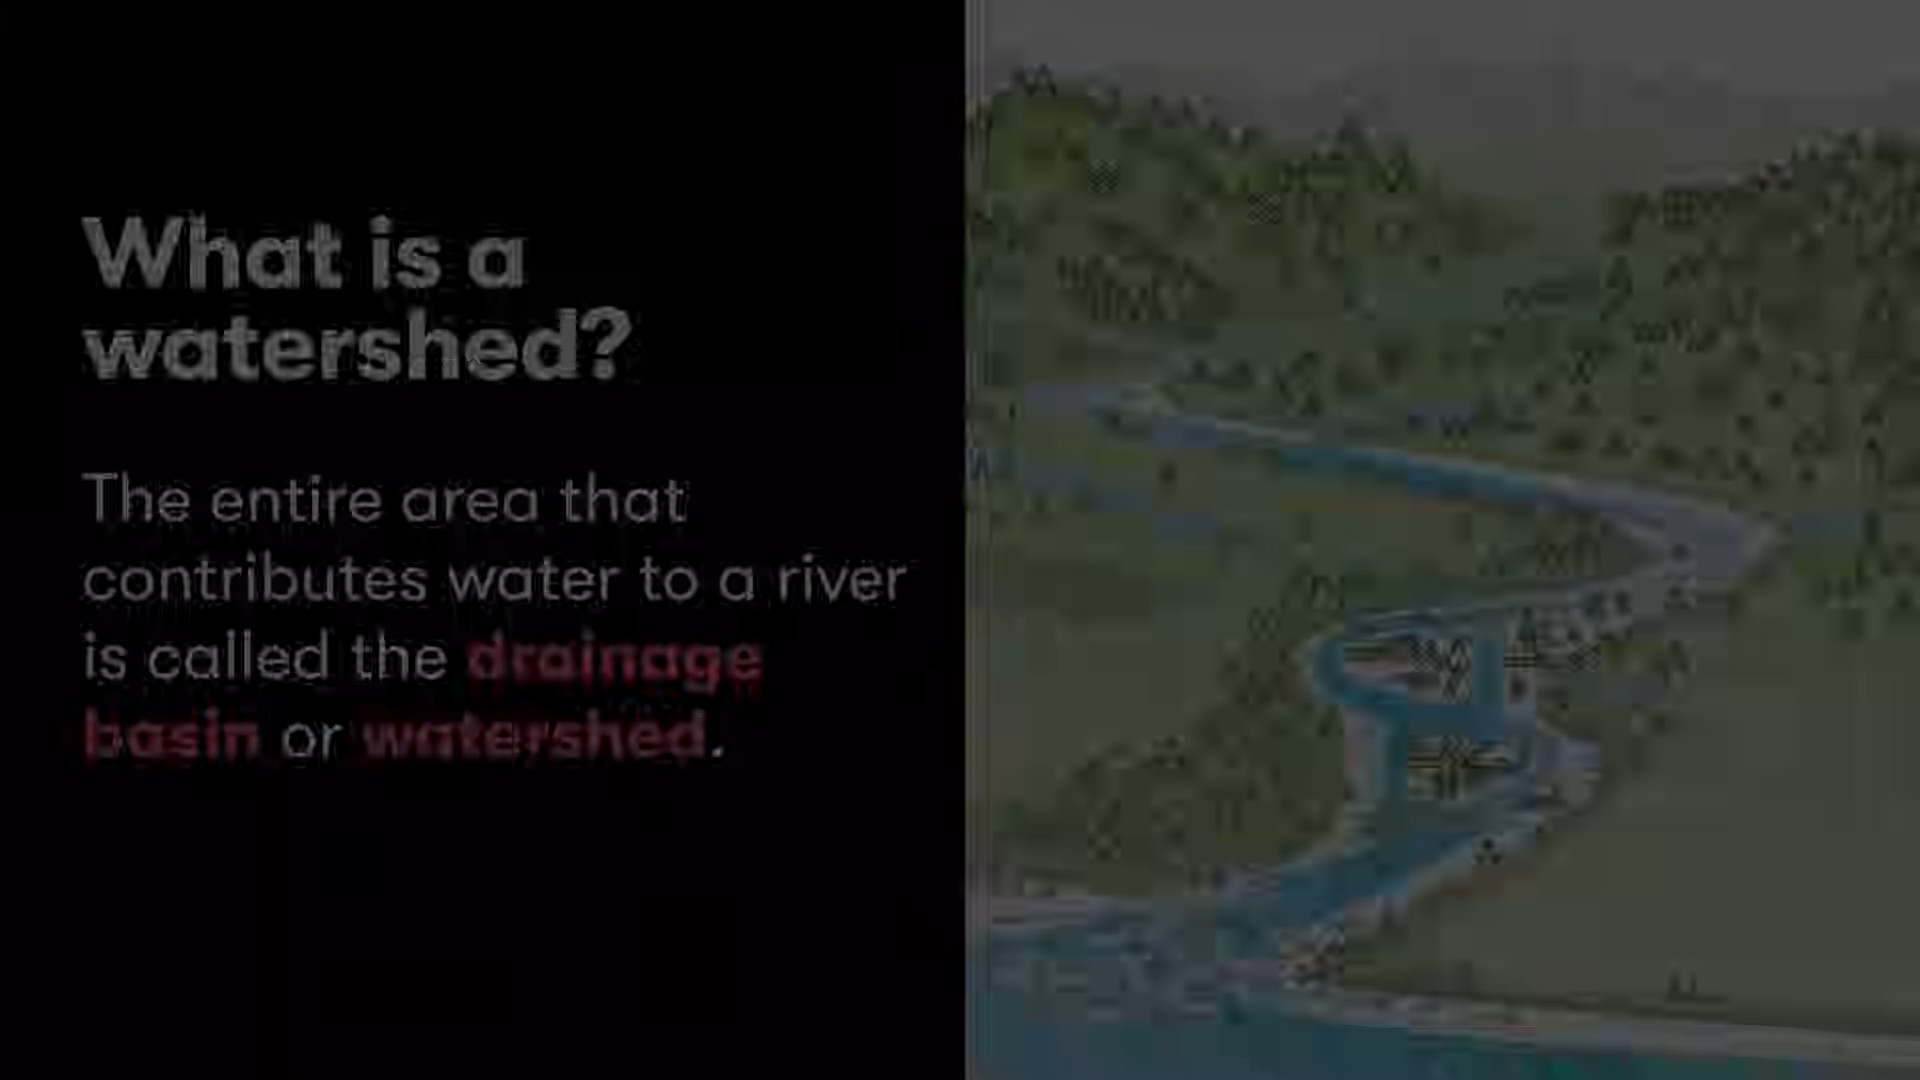 What is a
watershed?
The entire area that
contributes water to a river
is called the drainage
basin or watershed.